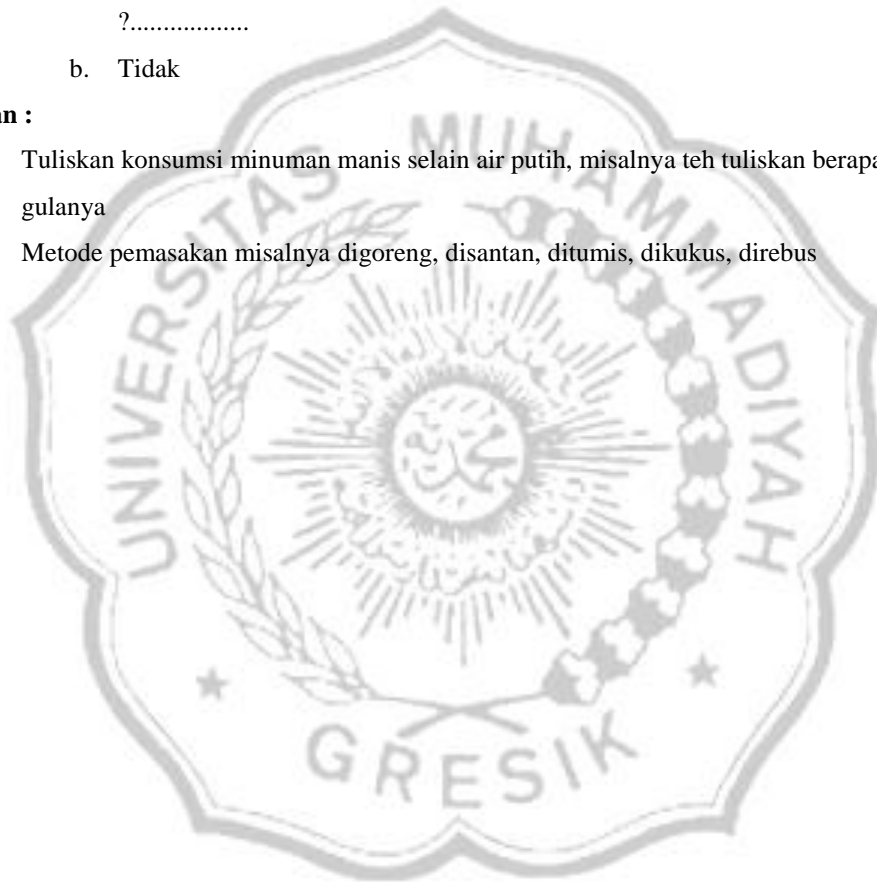 ?..................
b. Tidak
an :
Tuliskan konsumsi minuman manis selain air putih, misalnya teh tuliskan berapa
gulanya
Metode pemasakan misalnya digoreng, disantan, ditumis, dikukus, direbus
UNIVERSITAS MUHAMMADIYAH
GRESIK